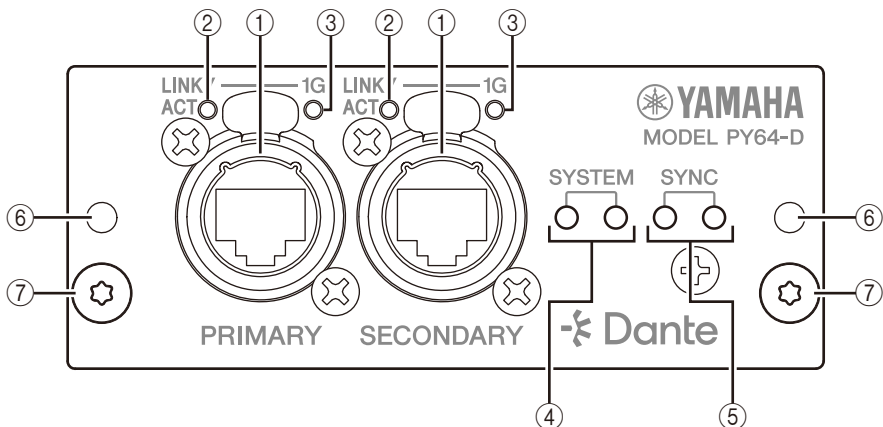 ② ① ③ ② ① ③
LINK/ 1G LINK/ 1G
ACT ACT
YAMAHA
MODEL PY64-D
SYSTEM SYNC
⑥ ⑥
⑦ ⑦
PRIMARY SECONDARY Dante
④ ⑤